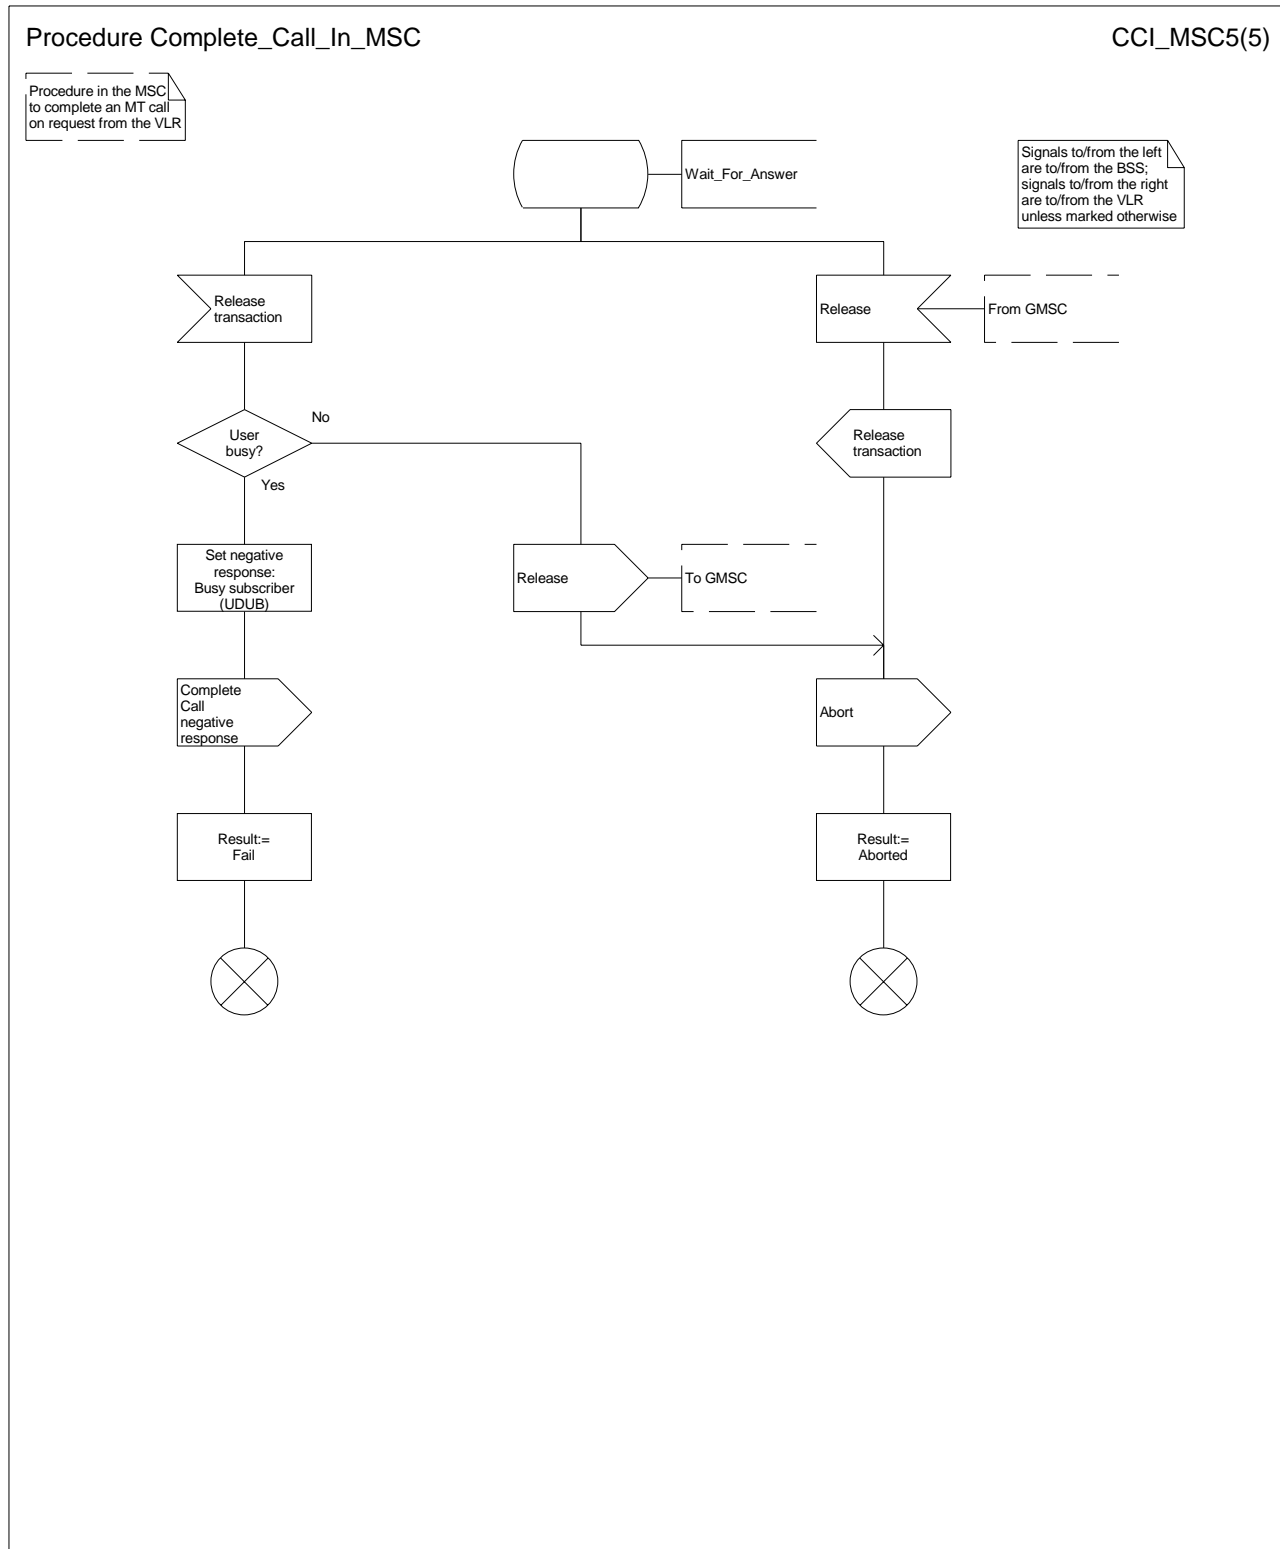 Procedure Complete_Call_In_MSC
CCI_MSC5(5)
Procedure in the MSC
to complete an MT call
on request from the VLR
Signals to/from the left
are to/from the BSS;
signals to/from the right
are to/from the VLR
unless marked otherwise
Wait_For_Answer
Release
transaction
Release
From GMSC
User
busy?
No
Yes
Release
transaction
Set negative
response:
Busy subscriber
(UDUB)
Release
To GMSC
Complete
Call
negative
response
Abort
Result:=
Fail
Result:=
Aborted